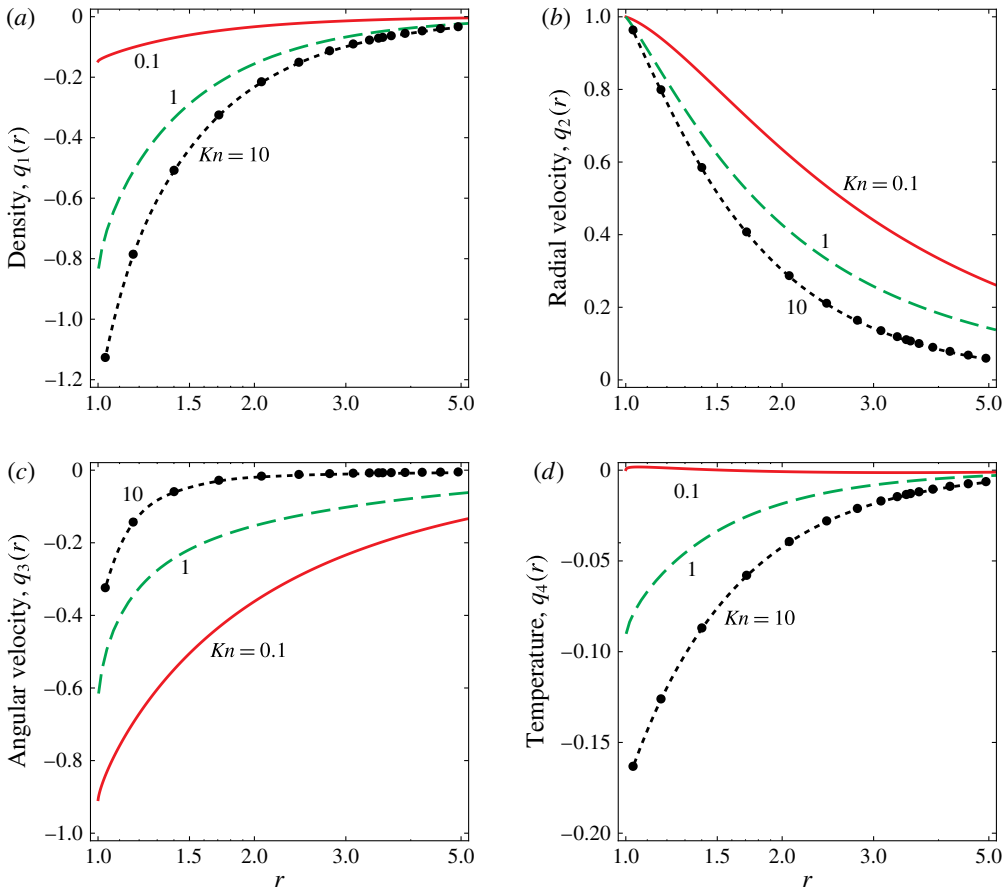 (a)
0
−0.2
−0.4
−0.6
−0.8
−1.0
−1.2
Density, q1(r)
0.1
1
Kn = 10
1.0 1.5 2.0 3.0 5.0
(b)
1.0
0.8
0.6
0.4
0.2
0
Radial velocity, q2(r)
Kn = 0.1
1
10
1.0 1.5 2.0 3.0 5.0
(c)
0
−0.2
−0.4
−0.6
−0.8
−1.0
Angular velocity, q3(r)
10
1
Kn = 0.1
1.0 1.5 2.0 3.0 5.0
r
(d)
0
−0.05
−0.10
−0.15
−0.20
Temperature, q4(r)
0.1
1
Kn = 10
1.0 1.5 2.0 3.0 5.0
r